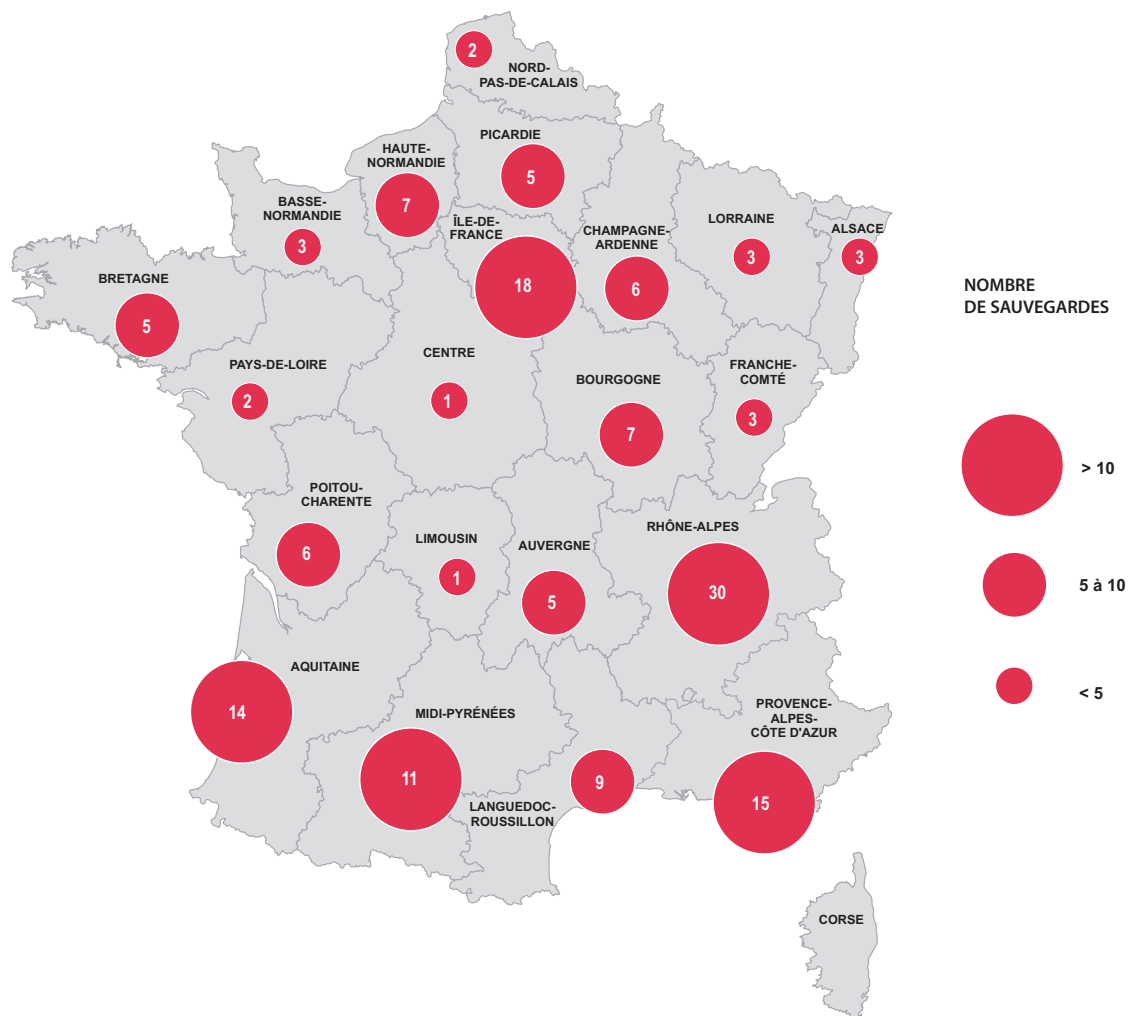 2
NORD-
PAS-DE-CALAIS
PICARDIE
5
HAUTE-
NORMANDIE
7
BASSE-
NORMANDIE
3
ÎLE-DE-
FRANCE
18
CHAMPAGNE-
ARDENNE
6
LORRAINE
3
ALSACE
3
BRETAGNE
5
PAYS-DE-LOIRE
2
CENTRE
1
BOURGOGNE
7
FRANCHE-
COMTÉ
3
POITOU-
CHARENTE
6
LIMOUSIN
1
AUVERGNE
5
RHÔNE-ALPES
30
AQUITAINE
14
MIDI-PYRÉNÉES
11
LANGUEDOC-
ROUSSILLON
9
PROVENCE-
ALPES-
CÔTE D'AZUR
15
CORSE
NOMBRE
DE SAUVEGARDES
> 10
5 à 10
< 5